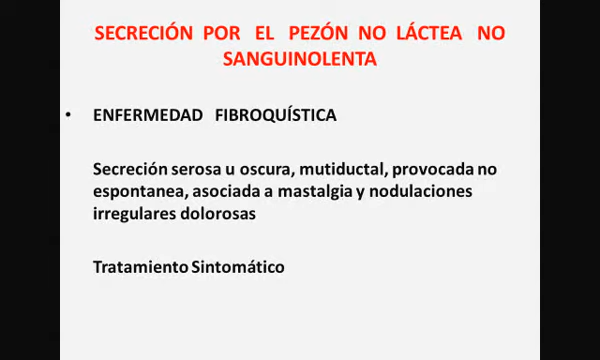 SECRECIÓN POR EL PEZÓN NO LÁCTEA NO
SANGUINOLENTA
• ENFERMEDAD FIBROQUÍSTICA
Secreción serosa u oscura, mutiductal, provocada no
espontanea, asociada a mastalgia y nodulaciones
irregulares dolorosas
Tratamiento Sintomático